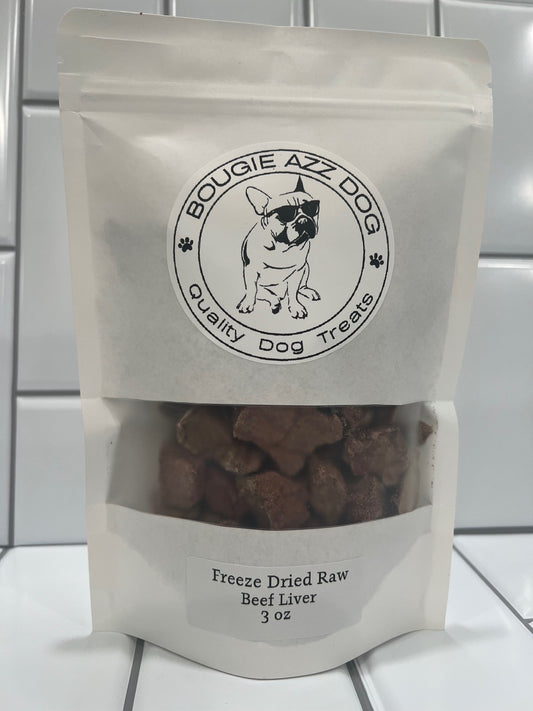 BOUGIE AZZ DOG
Quality Dog Treats
Freeze Dried Raw
Beef Liver
3 oz